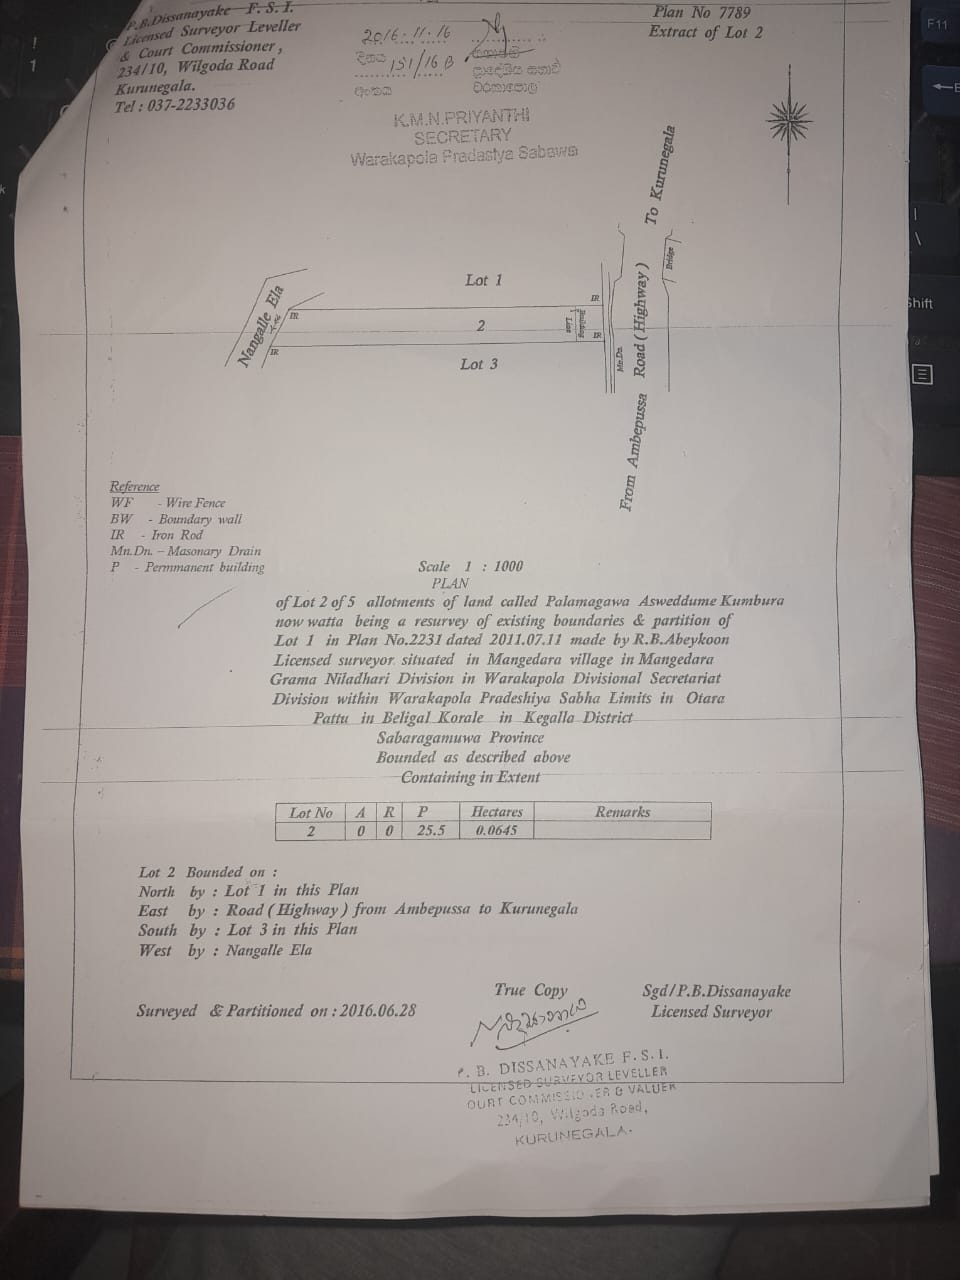 P.B.Dissanayake F. S. I.
Licensed Surveyor Leveller
& Court Commissioner,
234/10, Wilgoda Road
Kurunegala.
Tel : 037-2233036
2016-11-16
දිනය 151/16 B
අංකය
ප්‍රාදේශීය සභාව
වරකාපොල
K.M.N.PRIYANTHI
SECRETARY
Warakapola Pradasiya Sabawa
Plan No 7789
Extract of Lot 2
To Kurunegala
Bridge
Road ( Highway )
From Ambepussa
Mn.Dn.
Nangalle Ela
Lot 1
IR
IR
2
Building
Line
IR
IR
Lot 3
Reference
WF - Wire Fence
BW - Boundary wall
IR - Iron Rod
Mn.Dn. – Masonary Drain
P - Permmanent building
Scale 1 : 1000
PLAN
of Lot 2 of 5 allotments of land called Palamagawa Asweddume Kumbura
now watta being a resurvey of existing boundaries & partition of
Lot 1 in Plan No.2231 dated 2011.07.11 made by R.B.Abeykoon
Licensed surveyor situated in Mangedara village in Mangedara
Grama Niladhari Division in Warakapola Divisional Secretariat
Division within Warakapola Pradeshiya Sabha Limits in Otara
Pattu in Beligal Korale in Kegalla District
Sabaragamuwa Province
Bounded as described above
Containing in Extent
Lot No A R P Hectares Remarks
2 0 0 25.5 0.0645
Lot 2 Bounded on :
North by : Lot 1 in this Plan
East by : Road ( Highway ) from Ambepussa to Kurunegala
South by : Lot 3 in this Plan
West by : Nangalle Ela
Surveyed & Partitioned on : 2016.06.28
True Copy
Sgd/P.B.Dissanayake
Licensed Surveyor
P. B. DISSANAYAKE F. S. I.
LICENSED SURVEYOR LEVELLER
OURT COMMISSIONER & VALUER
234/10, Wilgoda Road,
KURUNEGALA.
F11
Shift